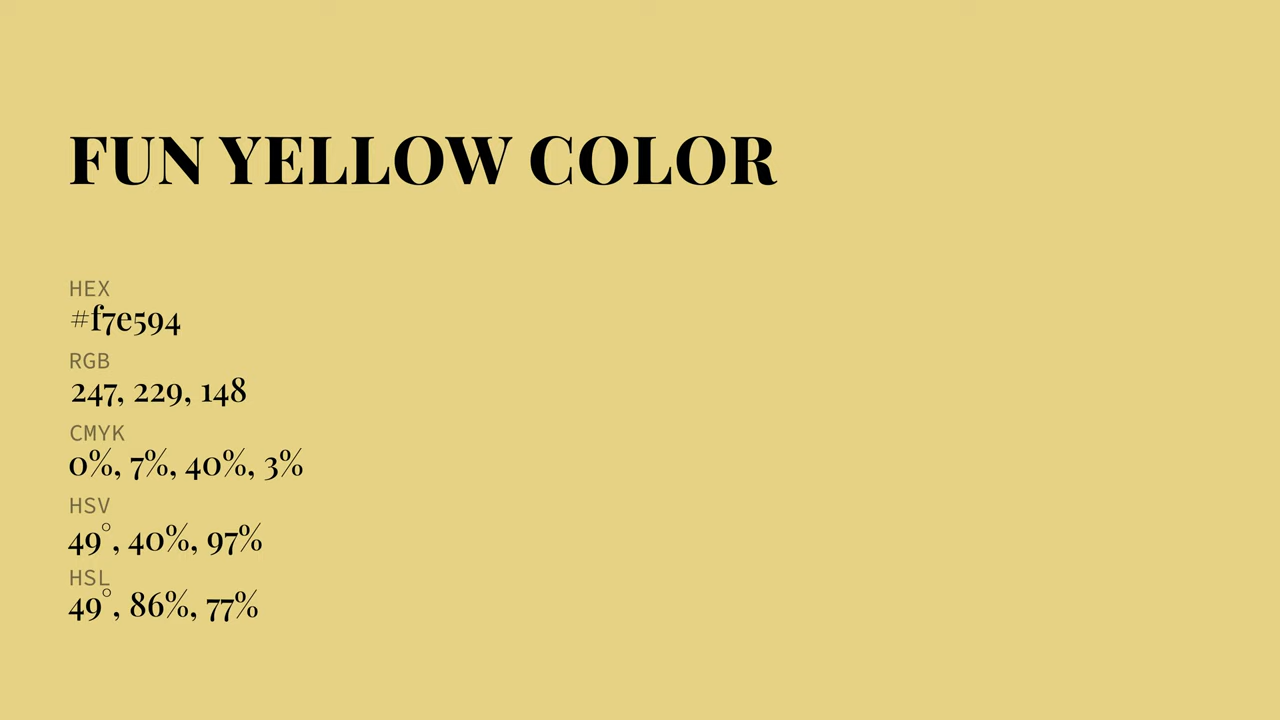 FUN YELLOW COLOR
HEX
#f7e594
RGB
247, 229, 148
CMYK
0%, 7%, 40%, 3%
HSV
49°, 40%, 97%
HSL
49°, 86%, 77%